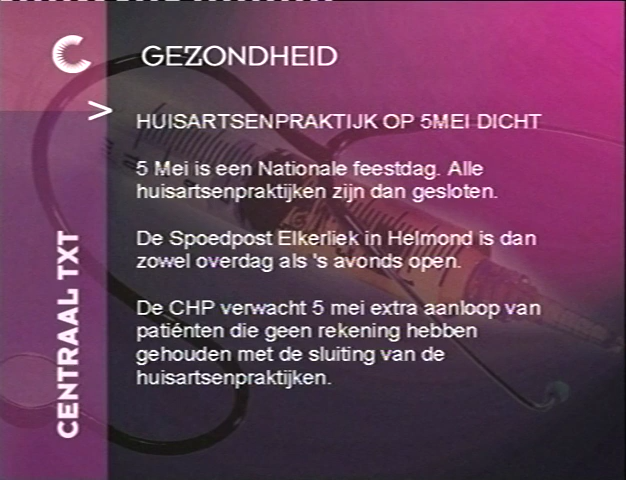 GEZONDHEID
>
HUISARTSENPRAKTIJK OP 5MEI DICHT
5 Mei is een Nationale feestdag. Alle
huisartsenpraktijken zijn dan gesloten.
De Spoedpost Elkerliek in Helmond is dan
zowel overdag als 's avonds open.
De CHP verwacht 5 mei extra aanloop van
patiénten die geen rekening hebben
gehouden met de sluiting van de
huisartsenpraktijken.
CENTRAAL TXT